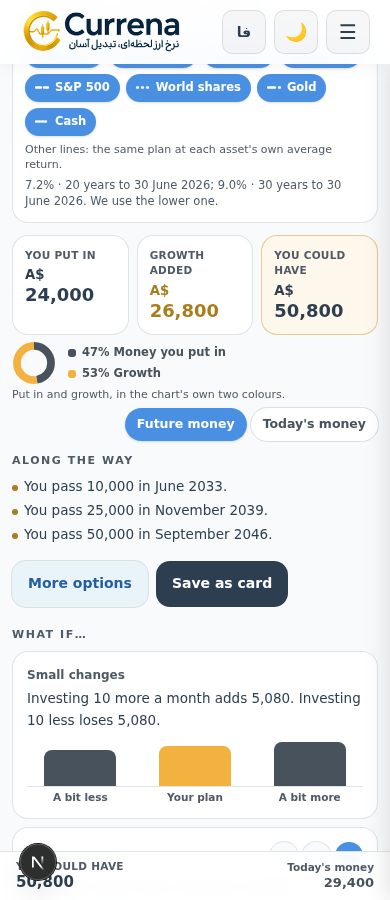 Currena
نرخ ارز لحظه‌ای، تبدیل آسان
فا
S&P 500
World shares
Gold
Cash
Other lines: the same plan at each asset's own average
return.
7.2% · 20 years to 30 June 2026; 9.0% · 30 years to 30
June 2026. We use the lower one.
YOU PUT IN
A$
24,000
GROWTH
ADDED
A$
26,800
YOU COULD
HAVE
A$
50,800
47% Money you put in
53% Growth
Put in and growth, in the chart's own two colours.
Future money
Today's money
ALONG THE WAY
You pass 10,000 in June 2033.
You pass 25,000 in November 2039.
You pass 50,000 in September 2046.
More options
Save as card
WHAT IF…
Small changes
Investing 10 more a month adds 5,080. Investing
10 less loses 5,080.
A bit less
Your plan
A bit more
N
HAVE
50,800
Today's money
29,400